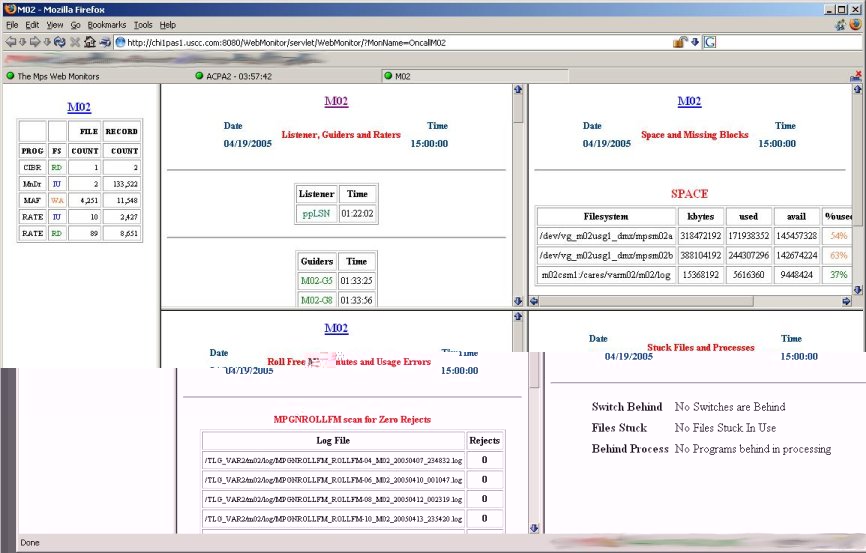 M02 - Mozilla Firefox
File Edit View Go Bookmarks Tools Help
http://chi1pas1.uscc.com:8080/WebMonitor/servlet/WebMonitor/?MonName=OncallM02
The Mps Web Monitors
ACPA2 - 03:57:42
M02
M02
FILE RECORD
PROG FS COUNT COUNT
CIBR RD 1 2
MnDr IU 2 133,522
MAF WA 4,251 11,548
RATE IU 10 2,427
RATE RD 89 8,651
M02
Date Time
Listener, Guiders and Raters
04/19/2005 15:00:00
Listener Time
ppLSN 01:22:02
Guiders Time
M02-G5 01:33:25
M02-G8 01:33:56
M02
Date Time
Space and Missing Blocks
04/19/2005 15:00:00
SPACE
Filesystem kbytes used avail %used
/dev/vg_m02usg1_dmx/mpsm02a 318472192 171938352 145457328 54%
/dev/vg_m02usg1_dmx/mpsm02b 388104192 244307296 142674224 63%
m02csm1:/cares/varm02/m02/log 15368192 5616360 9448424 37%
M02
Date Time
Roll Free Minutes and Usage Errors
04/19/2005 15:00:00
MPGNROLLFM scan for Zero Rejects
Log File Rejects
/TLG_VAR2/m02/log/MPGNROLLFM_ROLLFM-04_M02_20050407_234832.log 0
/TLG_VAR2/m02/log/MPGNROLLFM_ROLLFM-06_M02_20050410_001047.log 0
/TLG_VAR2/m02/log/MPGNROLLFM_ROLLFM-08_M02_20050412_002319.log 0
/TLG_VAR2/m02/log/MPGNROLLFM_ROLLFM-10_M02_20050413_235420.log 0
Date Time
Stuck Files and Processes
04/19/2005 15:00:00
Switch Behind No Switches are Behind
Files Stuck No Files Stuck In Use
Behind Process No Programs behind in processing
Done